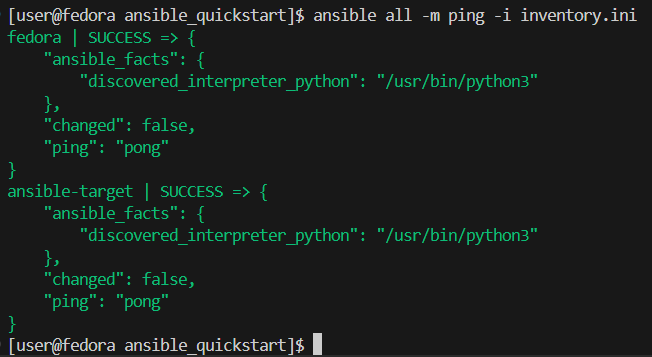 [user@fedora ansible_quickstart]$ ansible all -m ping -i inventory.ini
fedora | SUCCESS => {
    "ansible_facts": {
        "discovered_interpreter_python": "/usr/bin/python3"
    },
    "changed": false,
    "ping": "pong"
}
ansible-target | SUCCESS => {
    "ansible_facts": {
        "discovered_interpreter_python": "/usr/bin/python3"
    },
    "changed": false,
    "ping": "pong"
}
[user@fedora ansible_quickstart]$